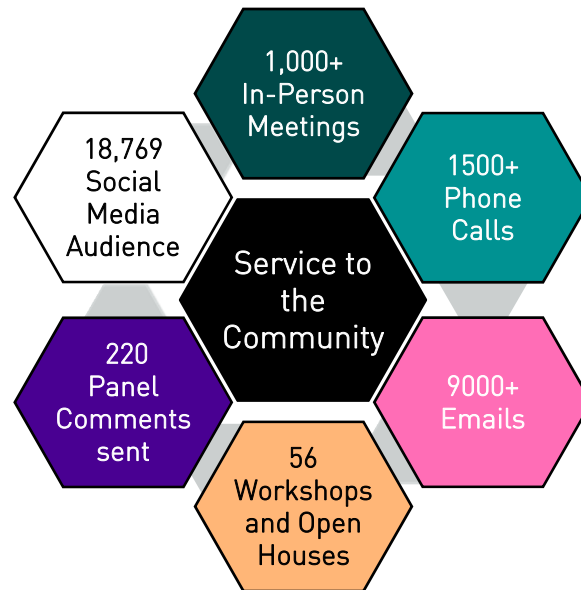 1,000+
In-Person
Meetings
1500+
Phone
Calls
9000+
Emails
56
Workshops
and Open
Houses
220
Panel
Comments
sent
18,769
Social
Media
Audience
Service to
the
Community